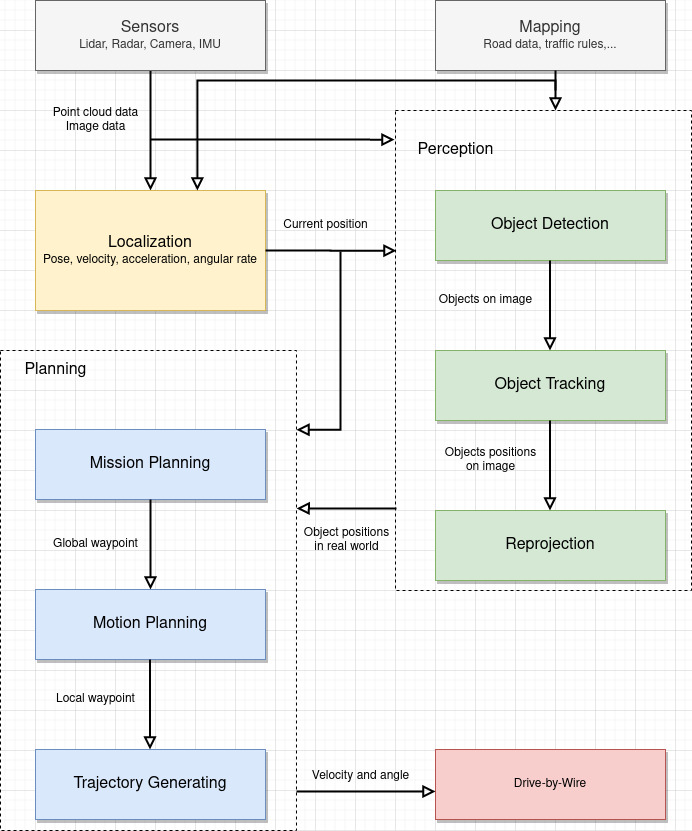 Sensors
Lidar, Radar, Camera, IMU
Mapping
Road data, traffic rules,...
Point cloud data
Image data
Perception
Localization
Pose, velocity, acceleration, angular rate
Current position
Object Detection
Objects on image
Planning
Object Tracking
Mission Planning
Objects positions
on image
Object positions
in real world
Reprojection
Global waypoint
Motion Planning
Local waypoint
Trajectory Generating
Velocity and angle
Drive-by-Wire